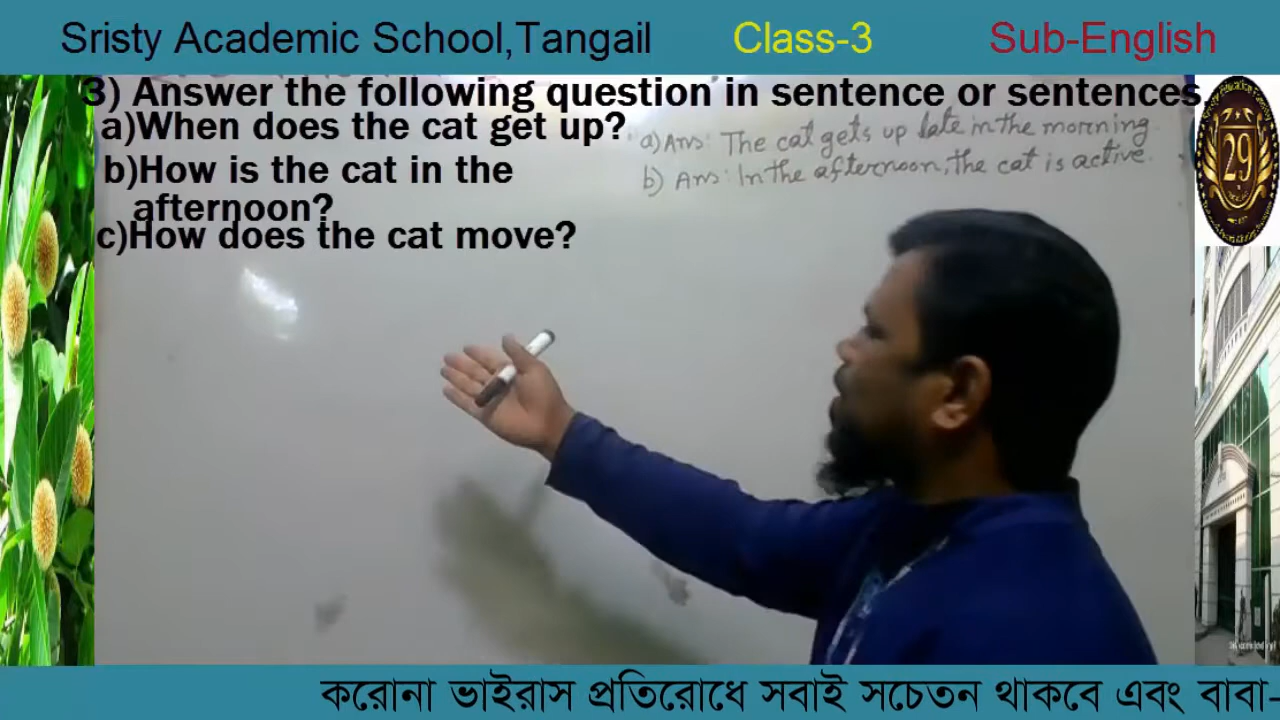 Sristy Academic School,Tangail Class-3 Sub-English
3) Answer the following question in sentence or sentences
a)When does the cat get up?
a) Ans: The cat gets up late in the morning.
b)How is the cat in the
afternoon?
b) Ans: In the afternoon, the cat is active.
c)How does the cat move?
29
করোনা ভাইরাস প্রতিরোধে সবাই সচেতন থাকবে এবং বাবা-